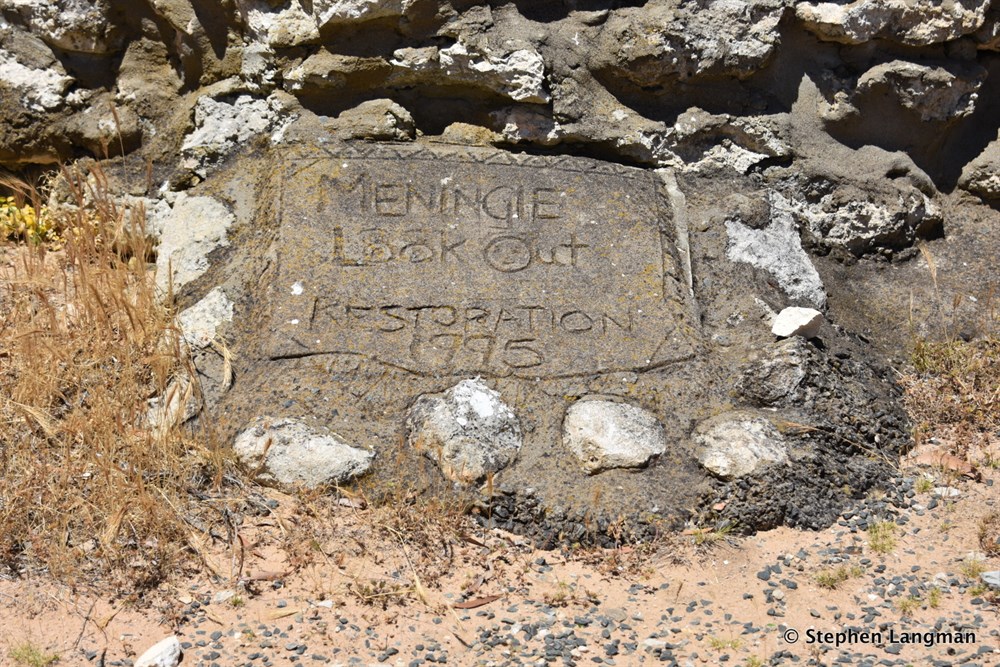 MENINGIE
LOOK OUT
RESTORATION
1995
© Stephen Langman